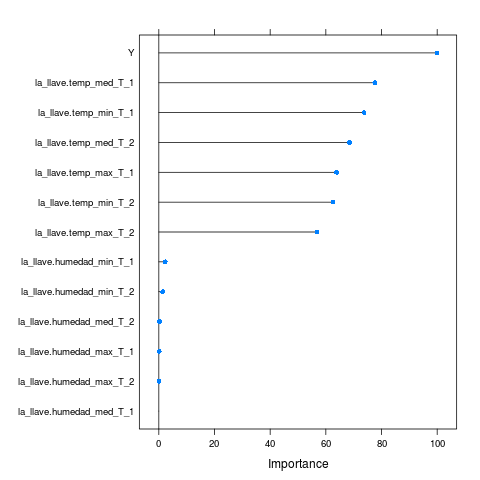 Y
la_llave.temp_med_T_1
la_llave.temp_min_T_1
la_llave.temp_med_T_2
la_llave.temp_max_T_1
la_llave.temp_min_T_2
la_llave.temp_max_T_2
la_llave.humedad_min_T_1
la_llave.humedad_min_T_2
la_llave.humedad_med_T_2
la_llave.humedad_max_T_1
la_llave.humedad_max_T_2
la_llave.humedad_med_T_1
0 20 40 60 80 100
Importance